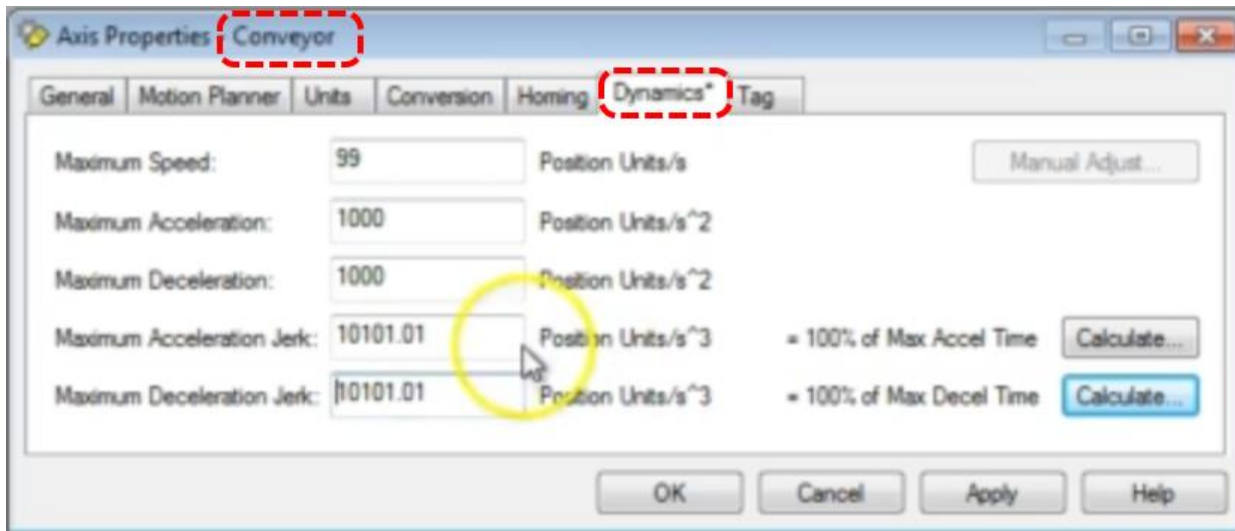 Axis Properties - Conveyor
General Motion Planner Units Conversion Homing Dynamics* Tag
Maximum Speed: 99 Position Units/s Manual Adjust...
Maximum Acceleration: 1000 Position Units/s^2
Maximum Deceleration: 1000 Position Units/s^2
Maximum Acceleration Jerk: 10101.01 Position Units/s^3 = 100% of Max Accel Time Calculate...
Maximum Deceleration Jerk: 10101.01 Position Units/s^3 = 100% of Max Decel Time Calculate...
OK Cancel Apply Help